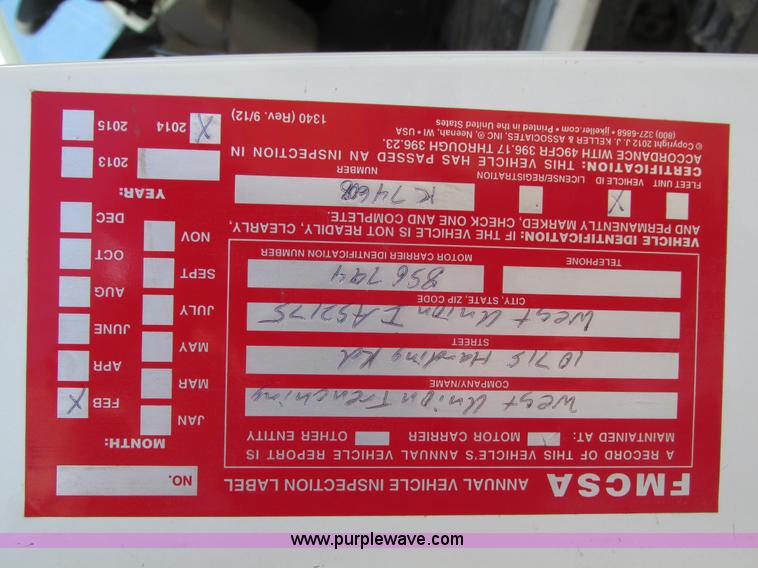 FMCSA ANNUAL VEHICLE INSPECTION LABEL
NO.
A RECORD OF THIS VEHICLE'S ANNUAL VEHICLE REPORT IS
MAINTAINED AT: MOTOR CARRIER OTHER ENTITY
West Union Trenching
COMPANY/NAME
10715 Harding Rd
STREET
West Union IA 52175
CITY, STATE, ZIP CODE
856794
TELEPHONE MOTOR CARRIER IDENTIFICATION NUMBER
VEHICLE IDENTIFICATION: IF THE VEHICLE IS NOT READILY, CLEARLY,
AND PERMANENTLY MARKED, CHECK ONE AND COMPLETE.
X
FLEET UNIT VEHICLE ID LICENSE/REGISTRATION NUMBER
CERTIFICATION: THIS VEHICLE HAS PASSED AN INSPECTION IN
ACCORDANCE WITH 49CFR 396.17 THROUGH 396.23.
© Copyright 2012 J. J. KELLER & ASSOCIATES, INC.®, Neenah, WI • USA
(800) 327-6868 • jjkeller.com • Printed in the United States
1340 (Rev. 9/12)
MONTH:
JAN FEB X
MAR APR
MAY JUNE
JULY AUG
SEPT OCT
NOV DEC
YEAR:
2013
2014 X 2015
www.purplewave.com